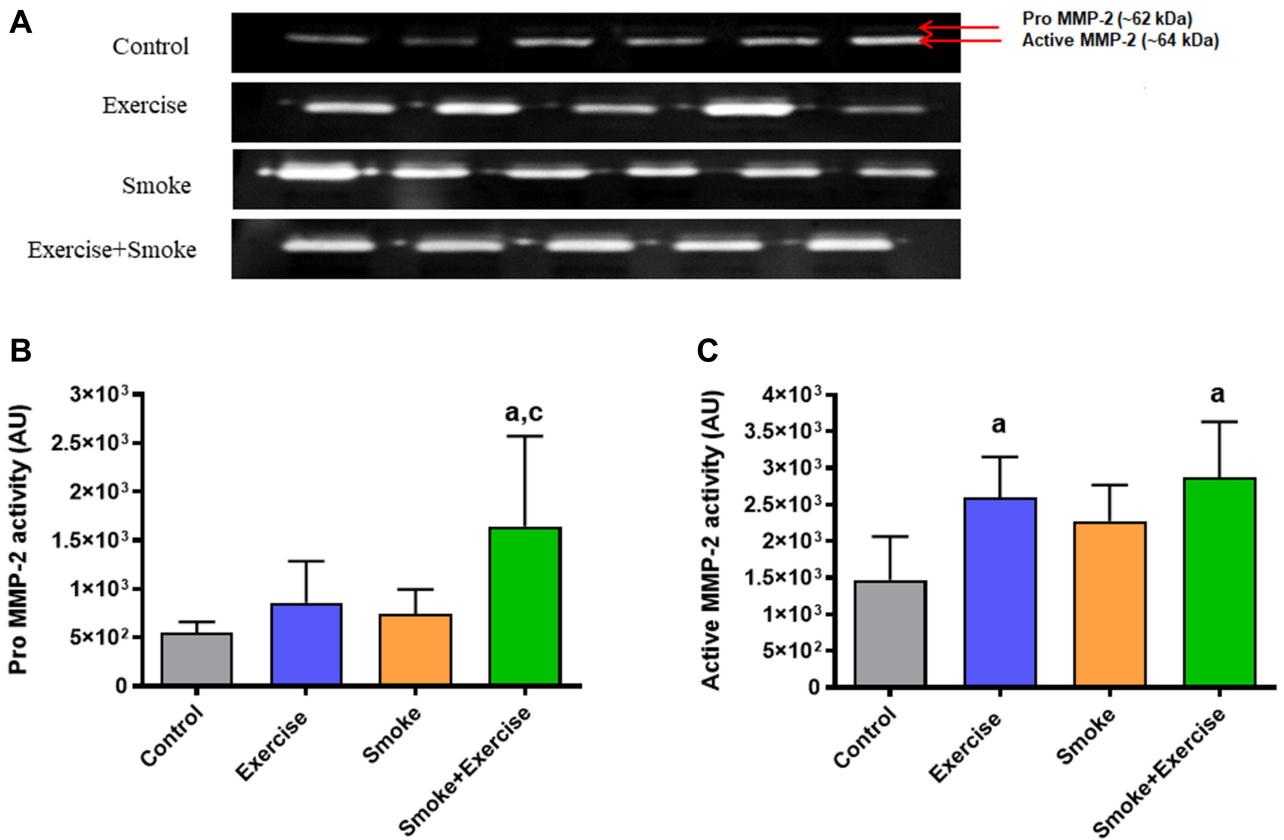 A
Pro MMP-2 (~62 kDa)
Active MMP-2 (~64 kDa)
Control
Exercise
Smoke
Exercise+Smoke
B
Pro MMP-2 activity (AU)
3×10³
2.5×10³
2×10³
1.5×10³
1×10³
5×10²
0
a,c
Control
Exercise
Smoke
Smoke+Exercise
C
Active MMP-2 activity (AU)
4×10³
3.5×10³
3×10³
2.5×10³
2×10³
1.5×10³
1×10³
5×10²
0
a
a
Control
Exercise
Smoke
Smoke+Exercise